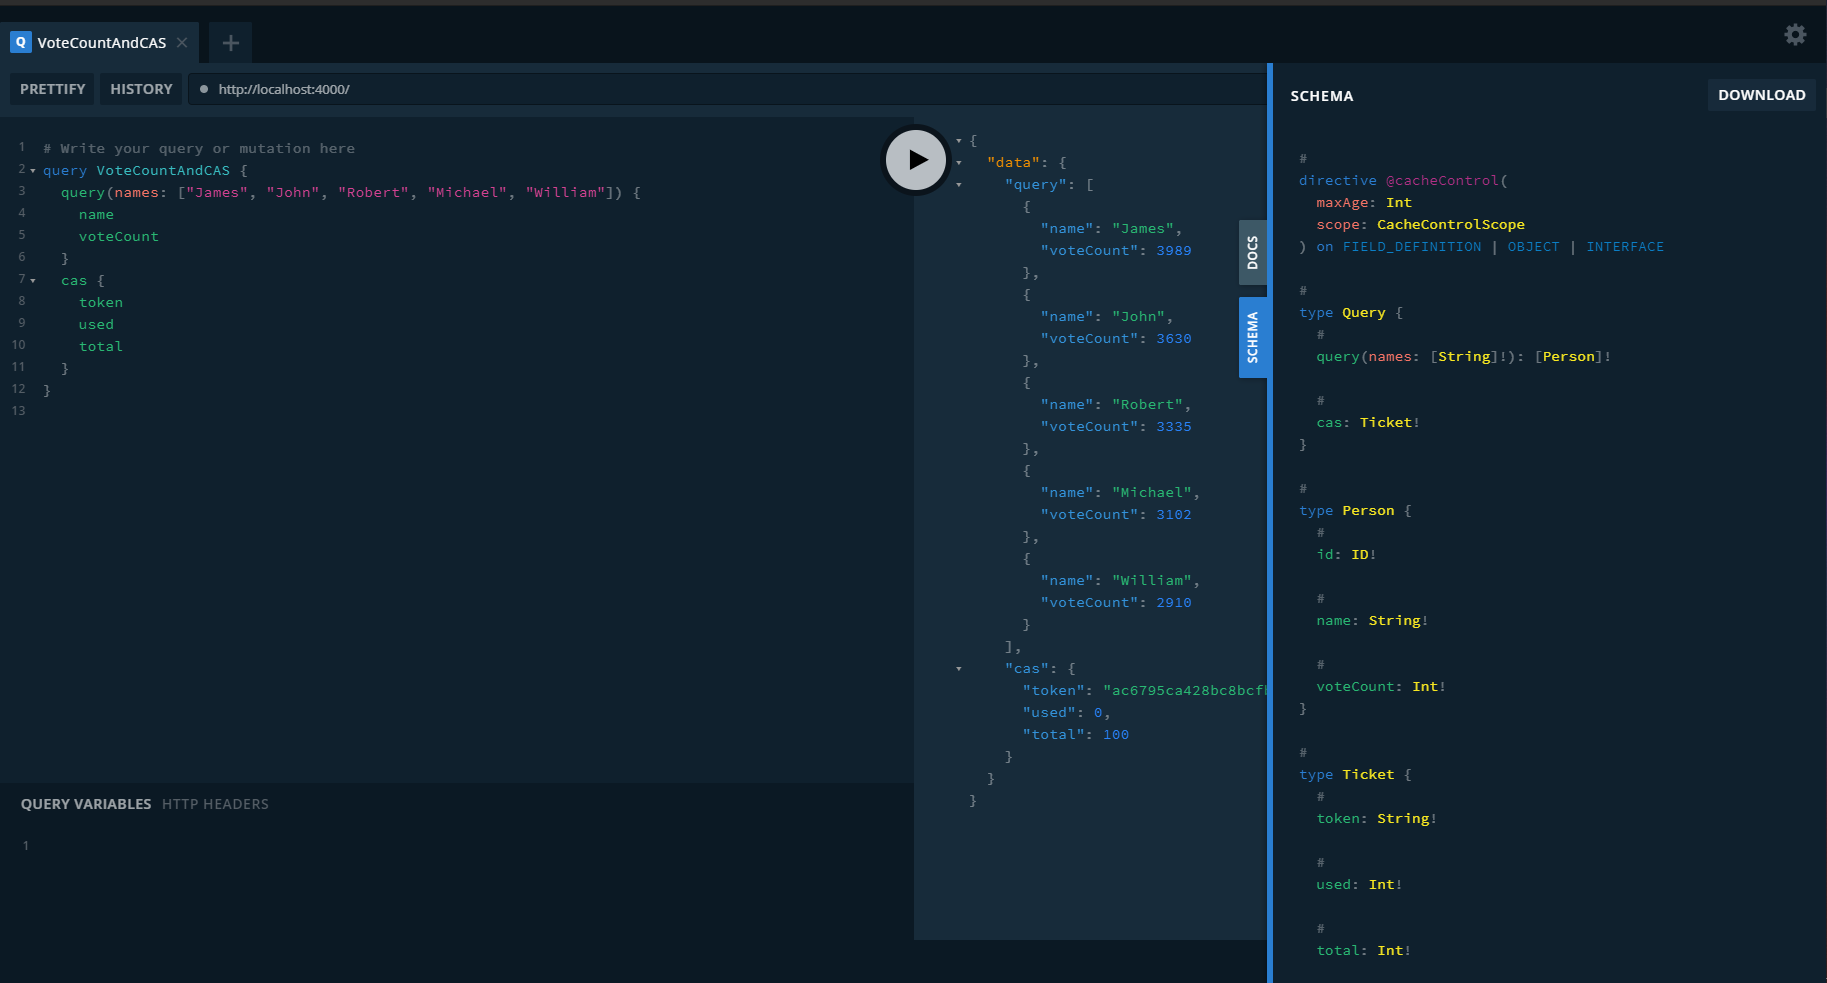 Q VoteCountAndCAS
PRETTIFY HISTORY http://localhost:4000/
1 # Write your query or mutation here
2 query VoteCountAndCAS {
3 query(names: ["James", "John", "Robert", "Michael", "William"]) {
4 name
5 voteCount
6 }
7 cas {
8 token
9 used
10 total
11 }
12 }
13
QUERY VARIABLES HTTP HEADERS
1
{
"data": {
"query": [
{
"name": "James",
"voteCount": 3989
},
{
"name": "John",
"voteCount": 3630
},
{
"name": "Robert",
"voteCount": 3335
},
{
"name": "Michael",
"voteCount": 3102
},
{
"name": "William",
"voteCount": 2910
}
],
"cas": {
"token": "ac6795ca428bc8bcf
"used": 0,
"total": 100
}
}
}
DOCS
SCHEMA
SCHEMA
DOWNLOAD
#
directive @cacheControl(
maxAge: Int
scope: CacheControlScope
) on FIELD_DEFINITION | OBJECT | INTERFACE
#
type Query {
#
query(names: [String]!): [Person]!
#
cas: Ticket!
}
#
type Person {
#
id: ID!
#
name: String!
#
voteCount: Int!
}
#
type Ticket {
#
token: String!
#
used: Int!
#
total: Int!